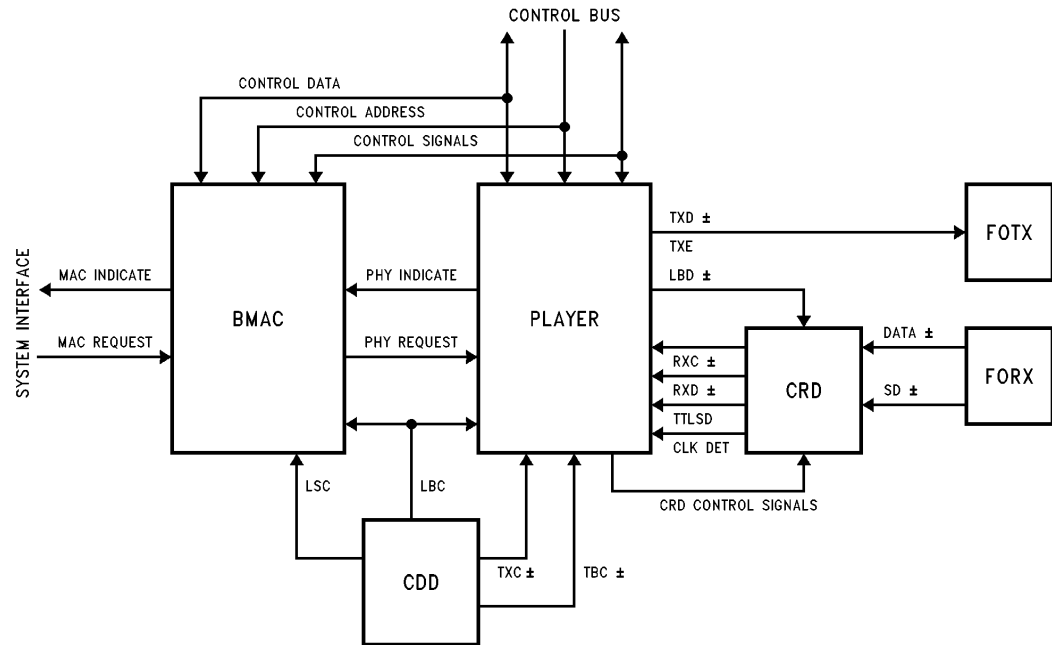 CONTROL BUS
CONTROL DATA
CONTROL ADDRESS
CONTROL SIGNALS
TXD ±
TXE
FOTX
LBD ±
SYSTEM INTERFACE
MAC INDICATE
PHY INDICATE
BMAC
PLAYER
MAC REQUEST
PHY REQUEST
DATA ±
RXC ±
CRD
FORX
RXD ±
SD ±
TTLSD
CLK DET
LSC
LBC
CRD CONTROL SIGNALS
CDD
TXC ±
TBC ±